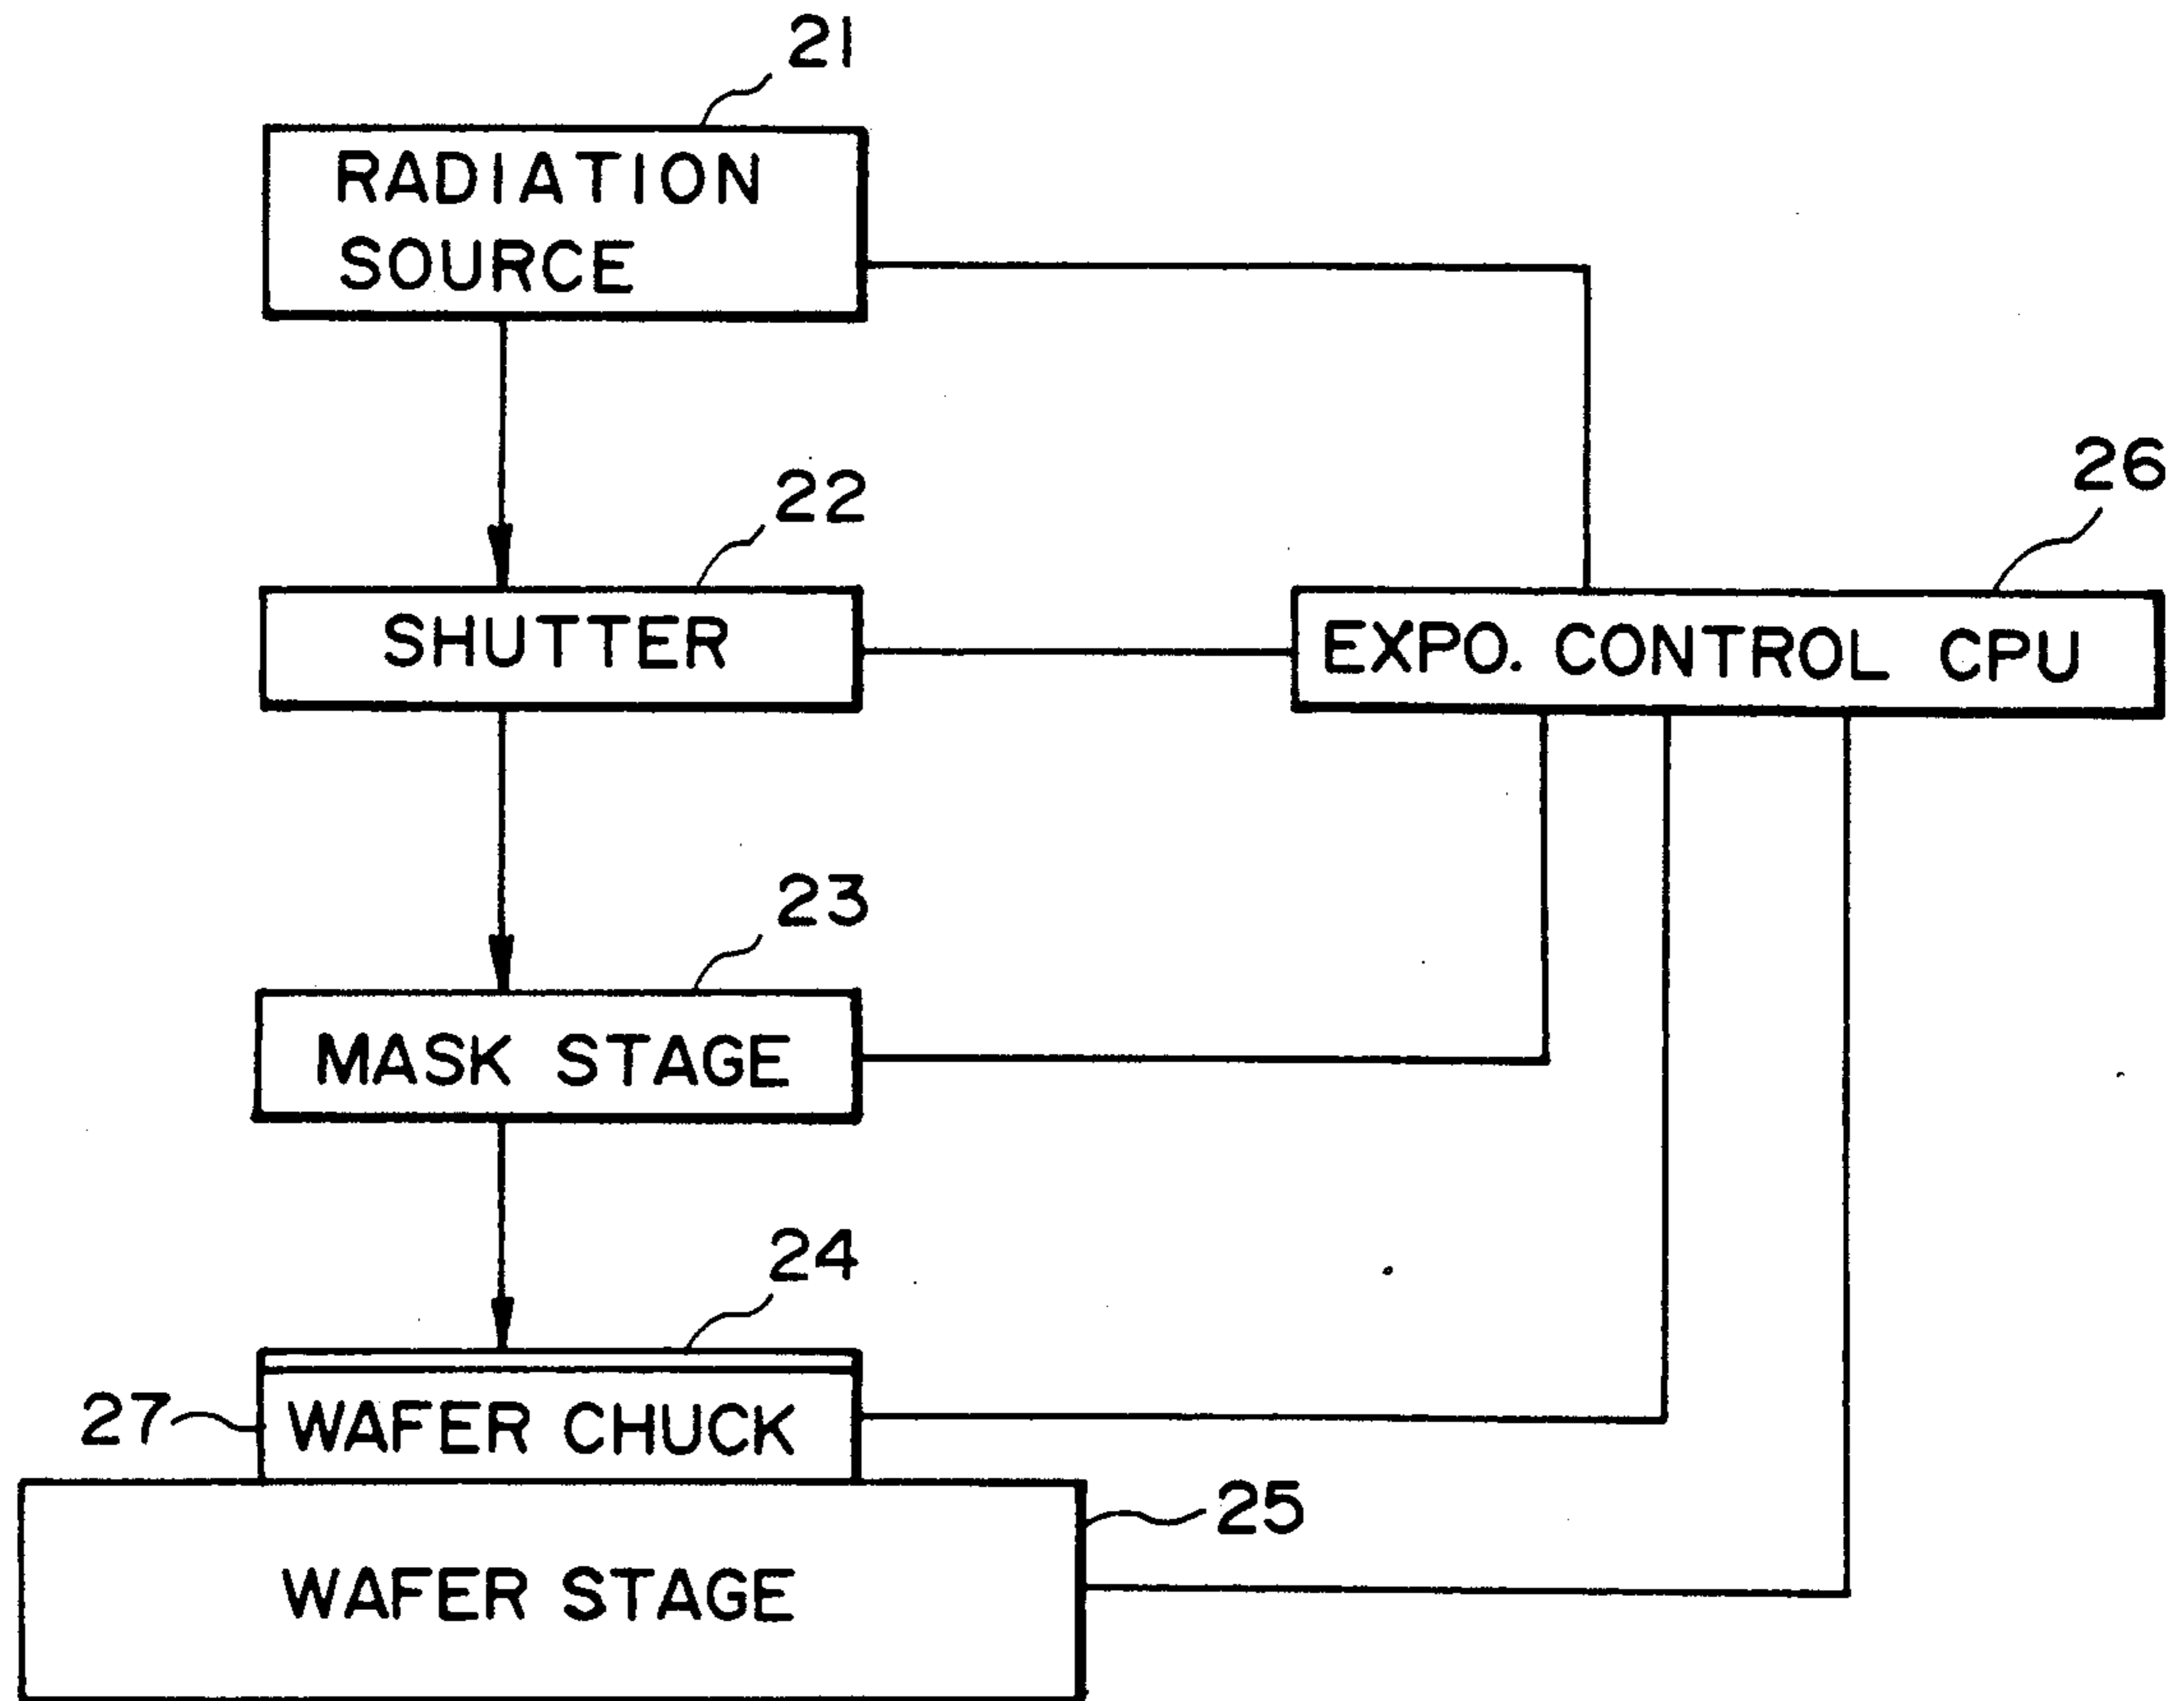 21
RADIATION
SOURCE
22
SHUTTER
26
EXPO. CONTROL CPU
23
MASK STAGE
24
27
WAFER CHUCK
25
WAFER STAGE